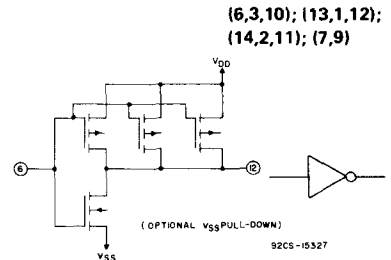 (6,3,10); (13,1,12);
(14,2,11); (7,9)
VDD
6
12
(OPTIONAL VSS PULL-DOWN)
VSS
92CS-15327